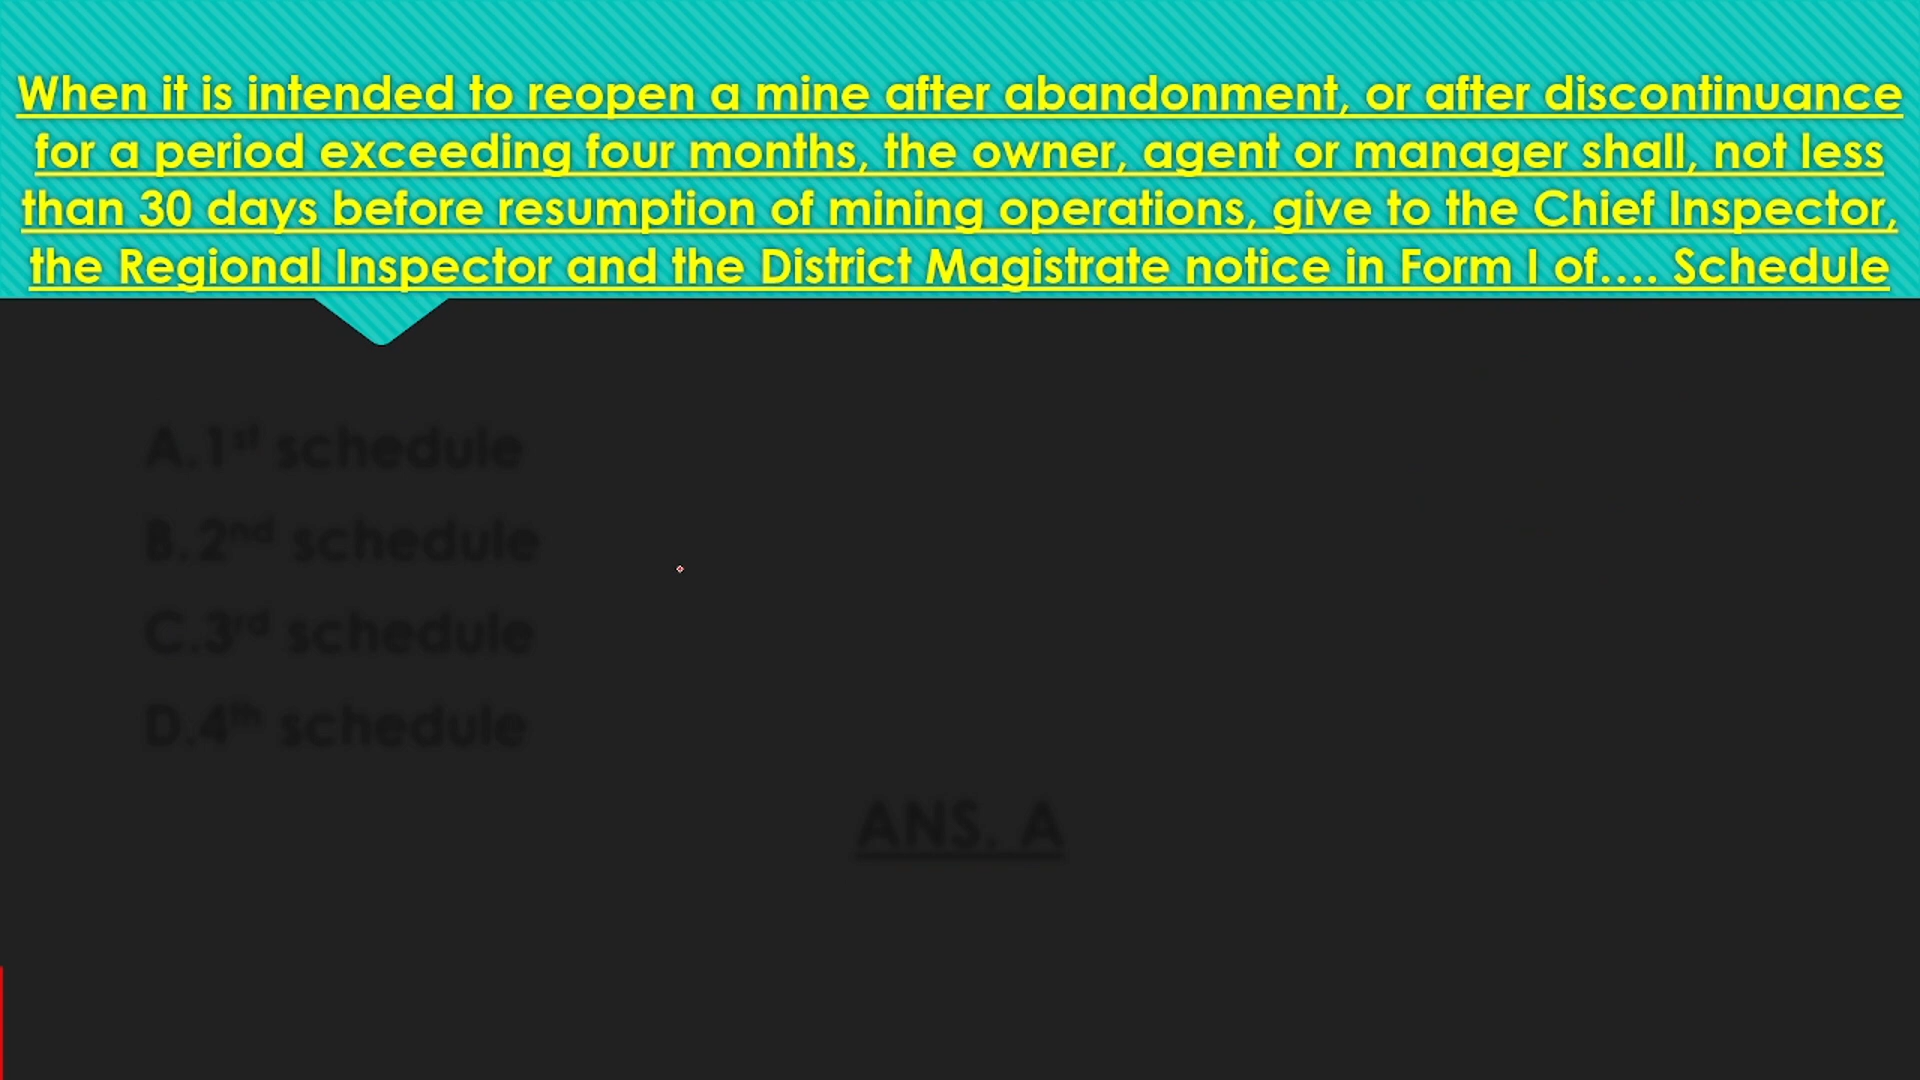 When it is intended to reopen a mine after abandonment, or after discontinuance
for a period exceeding four months, the owner, agent or manager shall, not less
than 30 days before resumption of mining operations, give to the Chief Inspector,
the Regional Inspector and the District Magistrate notice in Form I of.... Schedule
A.1st schedule
B.2nd schedule
C.3rd schedule
D.4th schedule
ANS. A